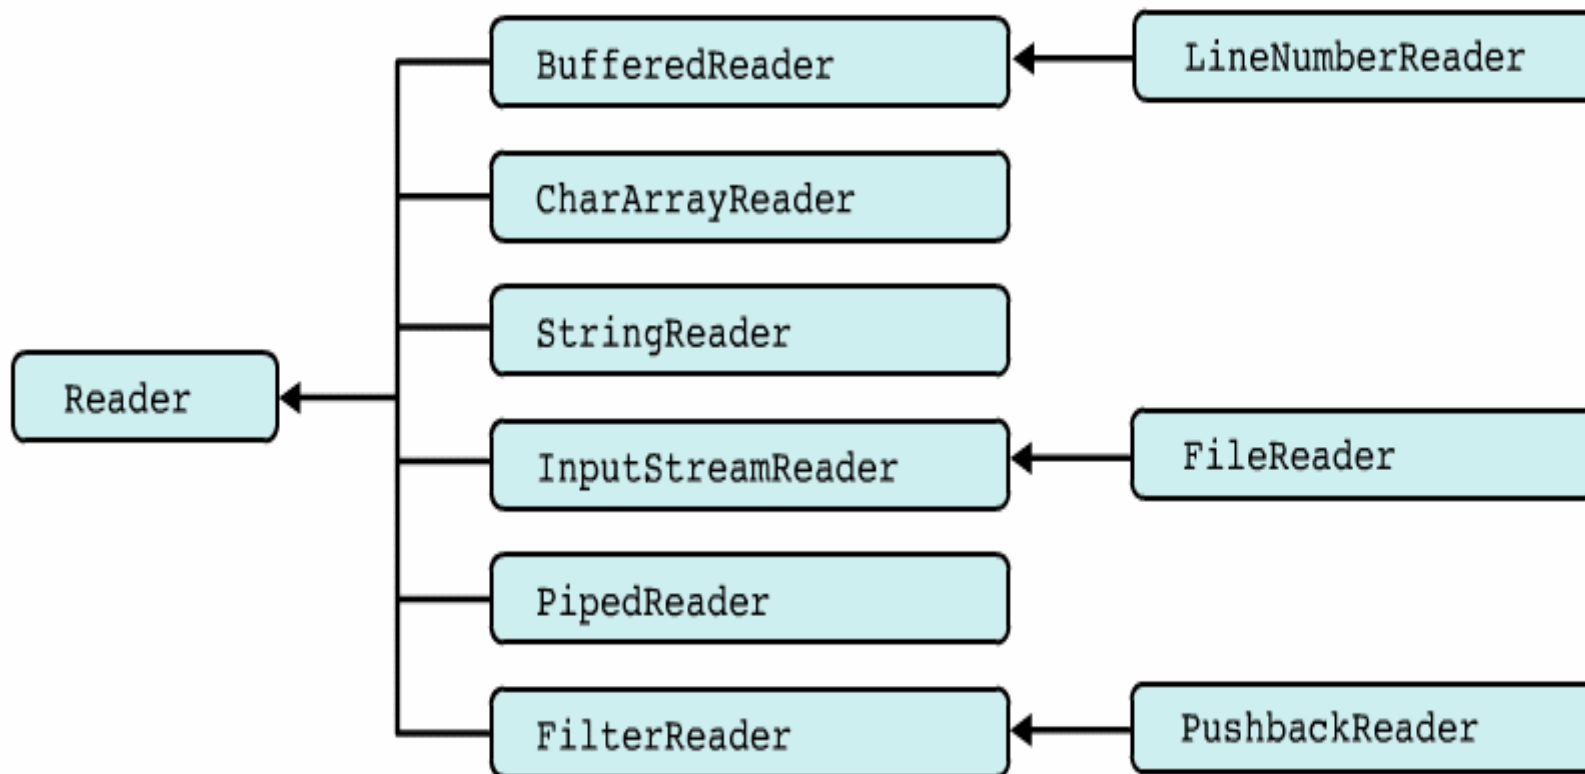 BufferedReader
LineNumberReader
CharArrayReader
StringReader
Reader
InputStreamReader
FileReader
PipedReader
FilterReader
PushbackReader